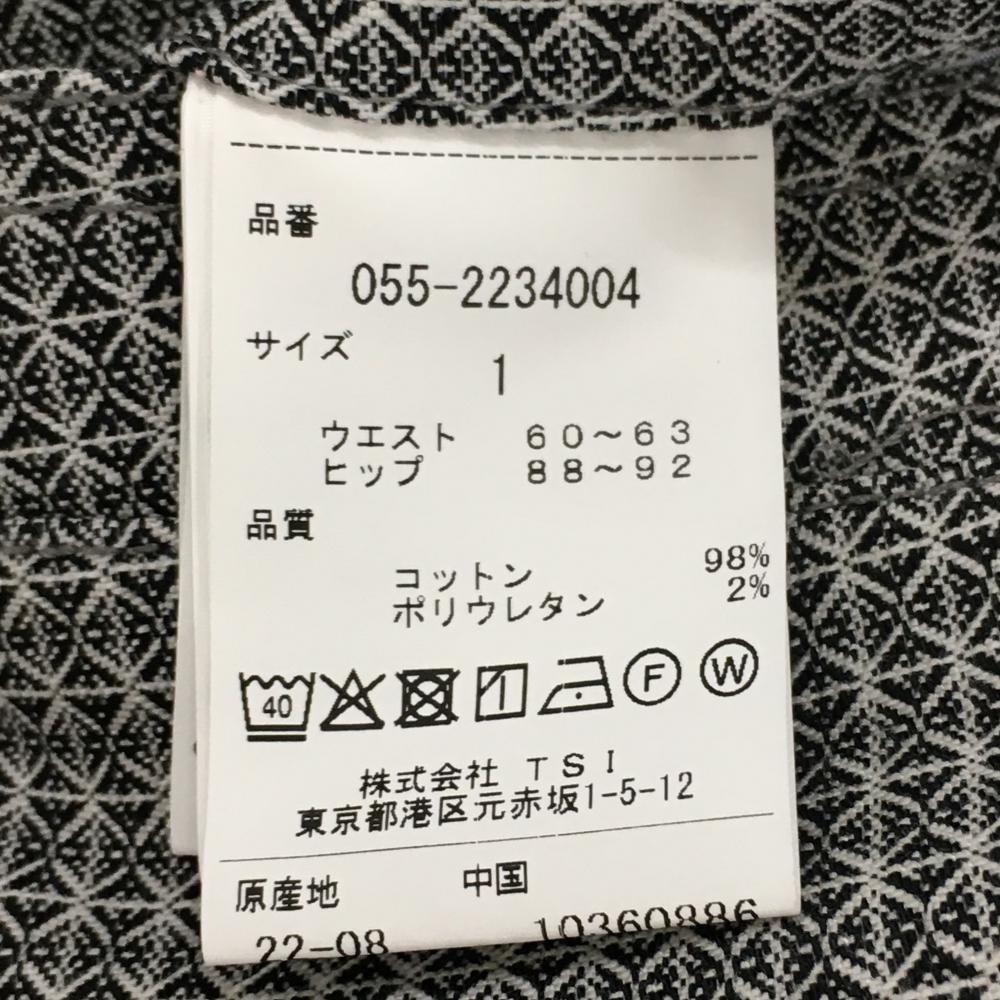 品番
055-2234004
サイズ
1
ウエスト 60～63
ヒップ 88～92
品質
コットン 98%
ポリウレタン 2%
40 F W
株式会社 TSI
東京都港区元赤坂1-5-12
原産地 中国
22-08 10360886